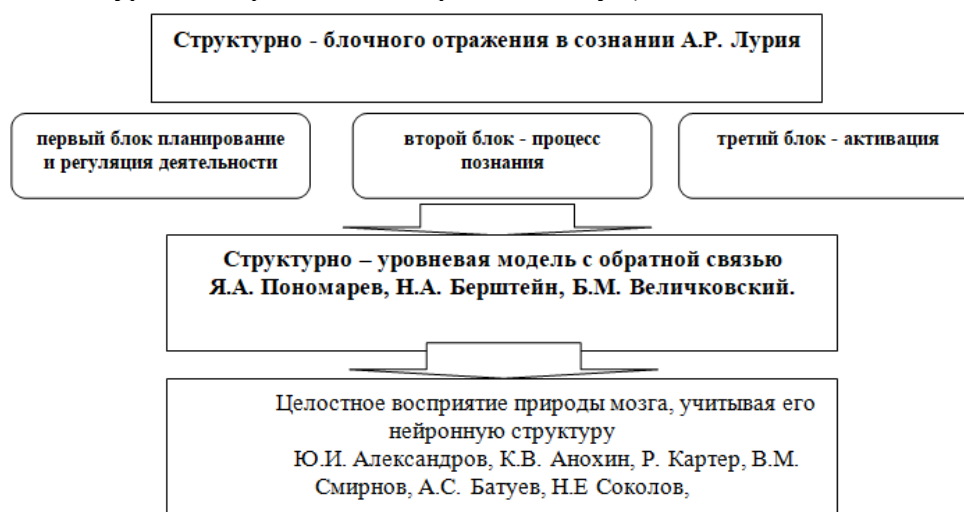 Структурно - блочного отражения в сознании А.Р. Лурия
первый блок планирование
и регуляция деятельности
второй блок - процесс
познания
третий блок - активация
Структурно – уровневая модель с обратной связью
Я.А. Пономарев, Н.А. Берштейн, Б.М. Величковский.
Целостное восприятие природы мозга, учитывая его
нейронную структуру
Ю.И. Александров, К.В. Анохин, Р. Картер, В.М.
Смирнов, А.С. Батуев, Н.Е Соколов,